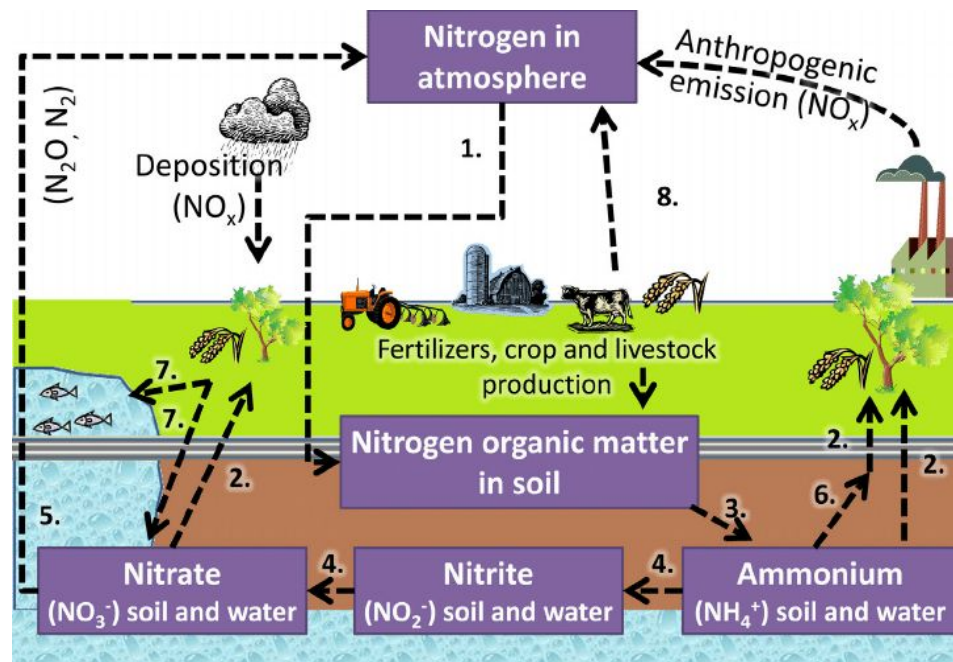 Nitrogen in
atmosphere
Anthropogenic
emission (NOₓ)
(N₂O, N₂)
Deposition
(NOₓ)
1.
8.
Fertilizers, crop and livestock
production
7.
7.
2.
Nitrogen organic matter
in soil
2.
2.
6.
3.
5.
4.
4.
Nitrate
(NO₃⁻) soil and water
Nitrite
(NO₂⁻) soil and water
Ammonium
(NH₄⁺) soil and water